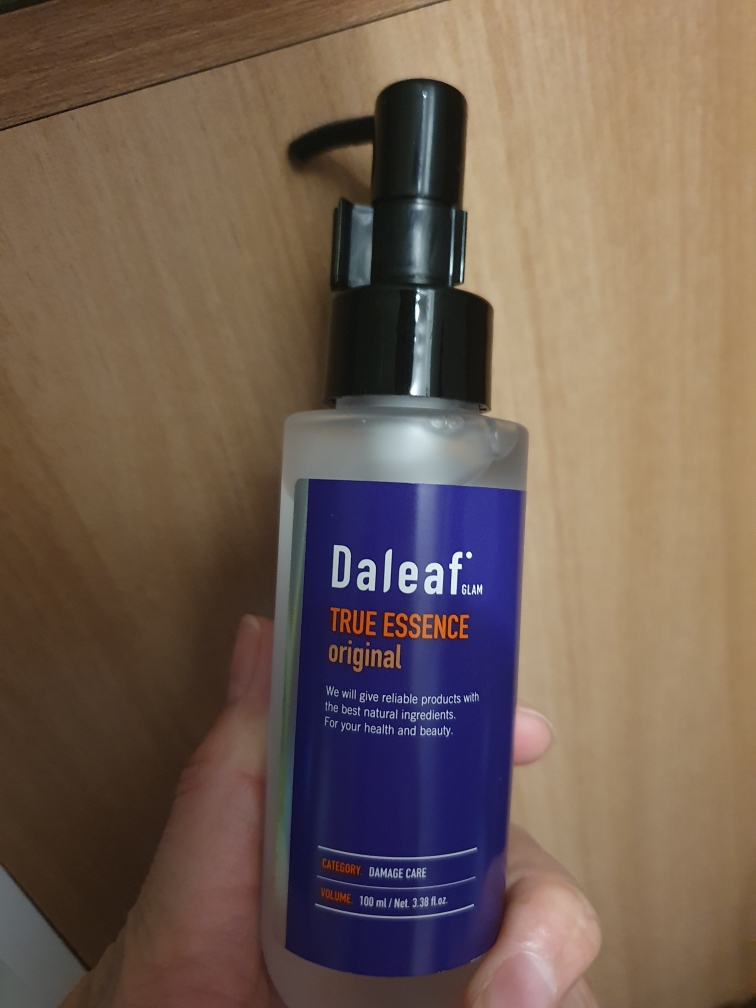 Daleaf GLAM
TRUE ESSENCE
original
We will give reliable products with
the best natural ingredients.
For your health and beauty.
CATEGORY. DAMAGE CARE
VOLUME. 100 ml / Net. 3.38 fl.oz.